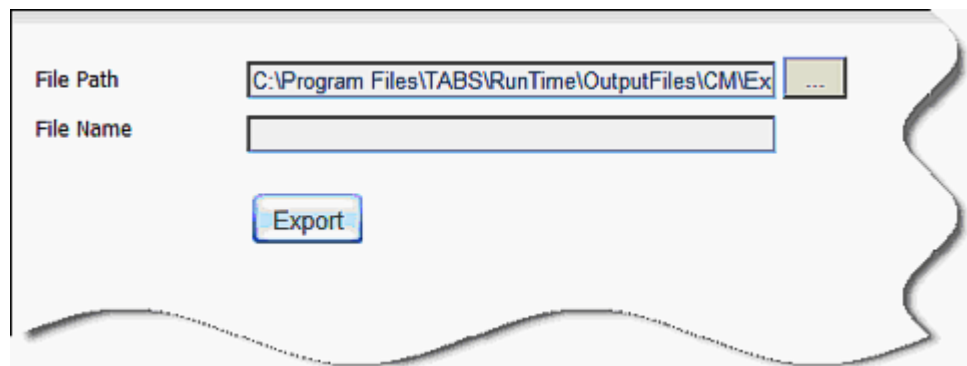 File Path C:\Program Files\TABS\RunTime\OutputFiles\CM\Ex ...
File Name
Export